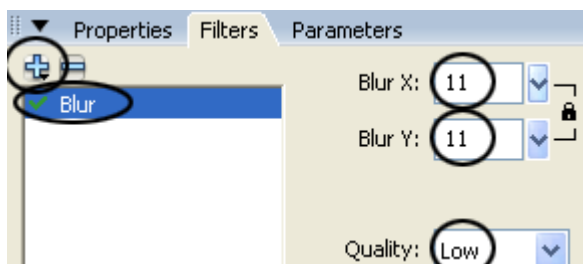 Properties Filters Parameters
Blur X: 11
Blur
Blur Y: 11
Quality: Low